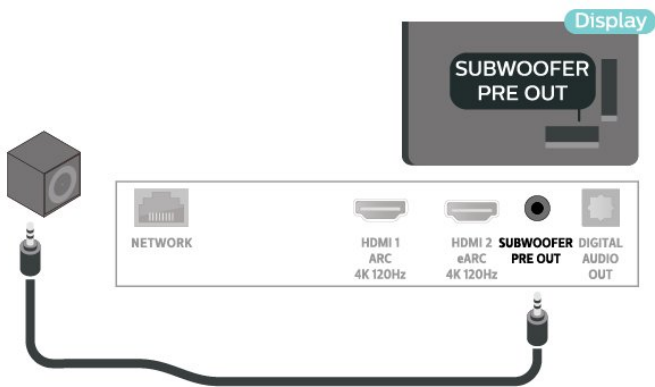 Display
SUBWOOFER
PRE OUT
NETWORK
HDMI 1
ARC
4K 120Hz
HDMI 2
eARC
4K 120Hz
SUBWOOFER
PRE OUT
DIGITAL
AUDIO
OUT